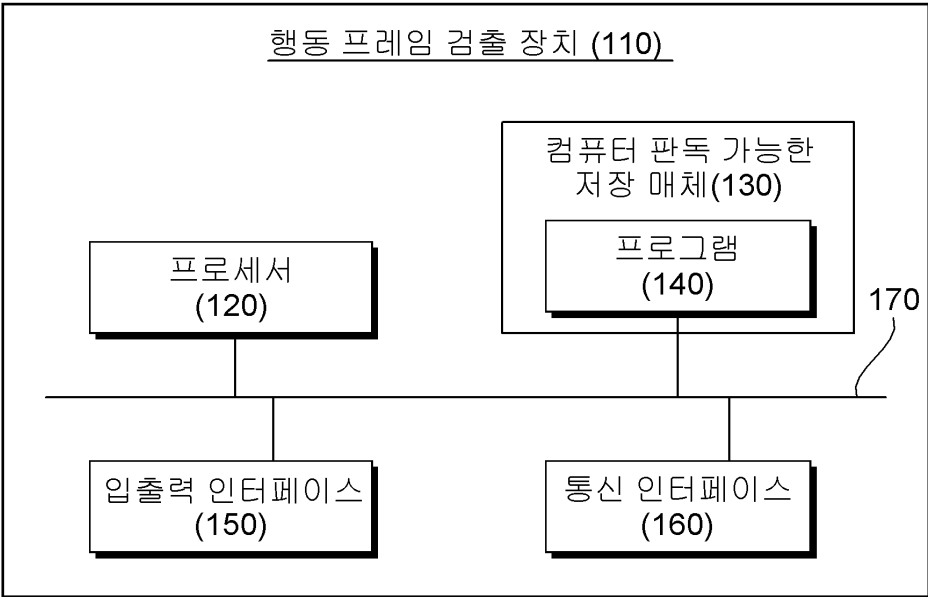 행동 프레임 검출 장치 (110)
컴퓨터 판독 가능한
저장 매체(130)
프로세서
(120)
프로그램
(140)
170
입출력 인터페이스
(150)
통신 인터페이스
(160)